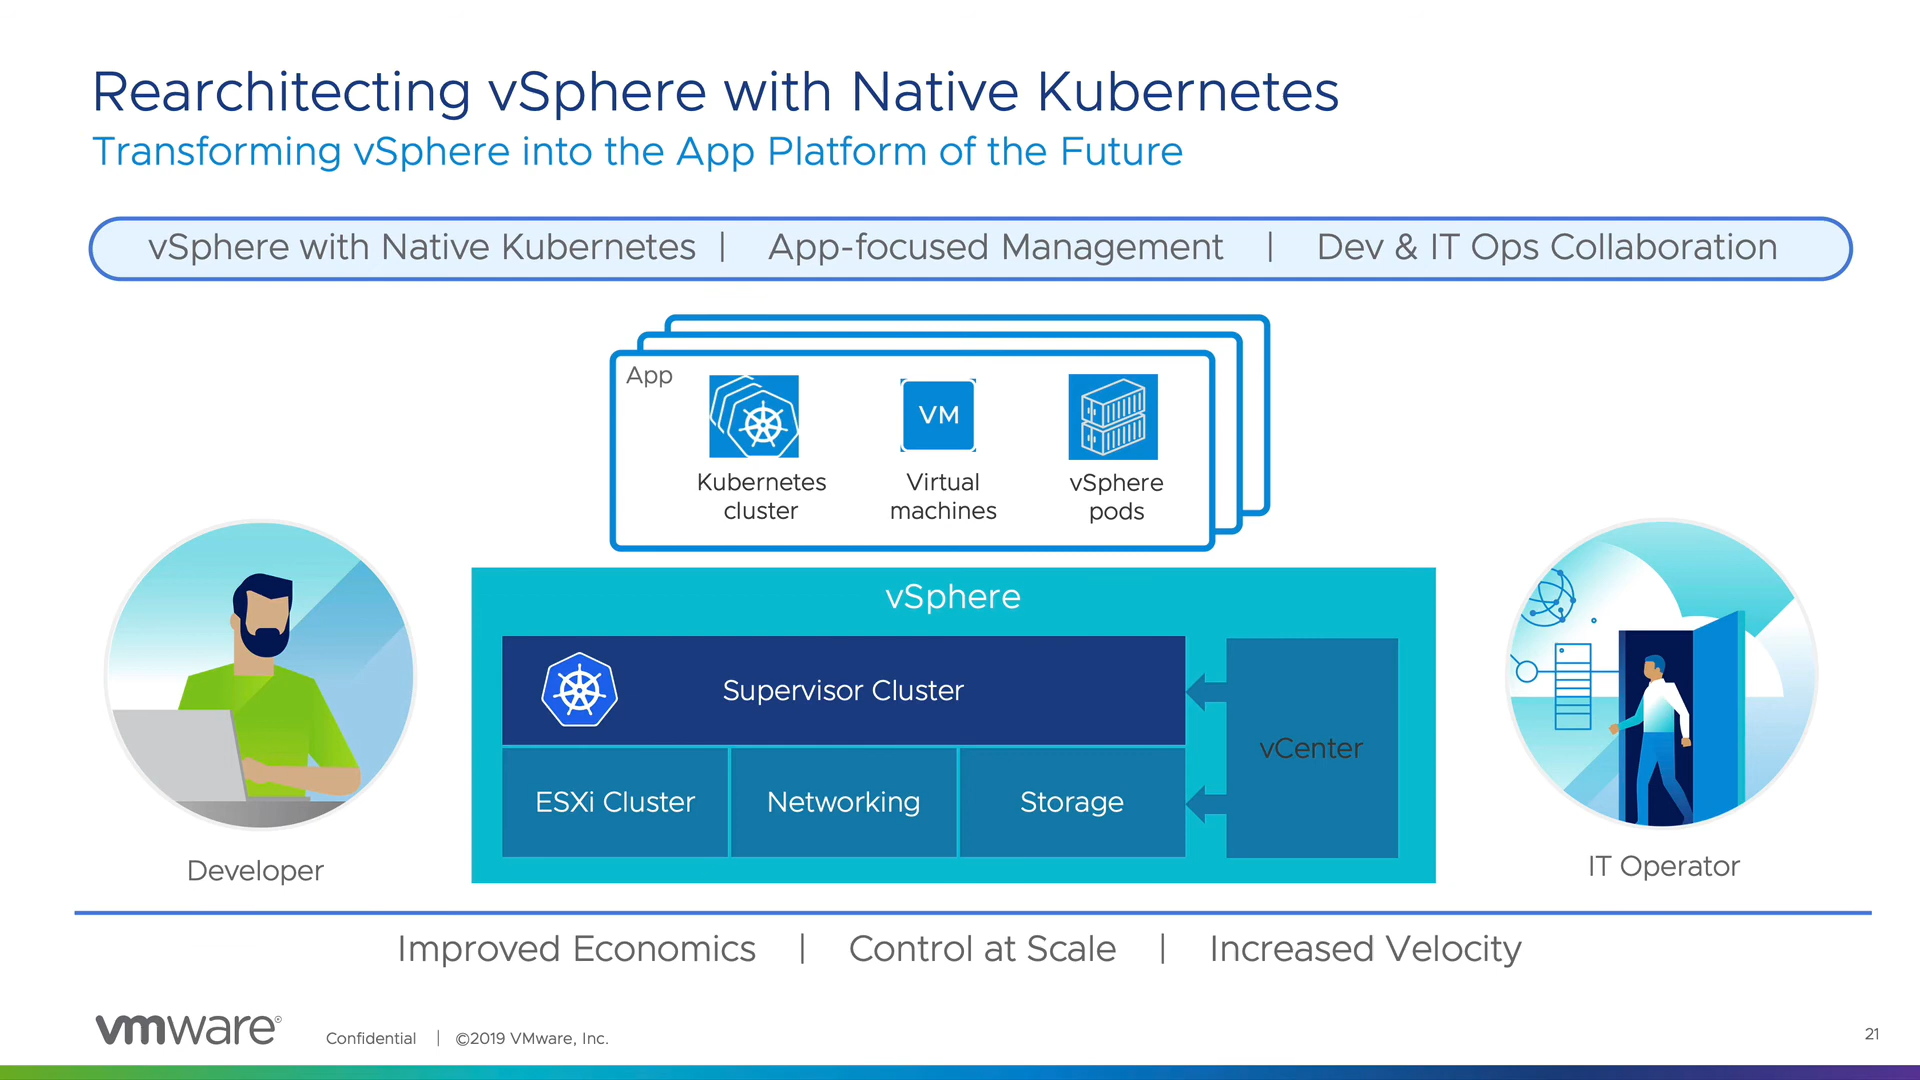 Rearchitecting vSphere with Native Kubernetes
Transforming vSphere into the App Platform of the Future
vSphere with Native Kubernetes | App-focused Management | Dev & IT Ops Collaboration
App
VM
Kubernetes
cluster
Virtual
machines
vSphere
pods
vSphere
Supervisor Cluster
vCenter
ESXi Cluster
Networking
Storage
Developer
IT Operator
Improved Economics | Control at Scale | Increased Velocity
vmware®
Confidential | ©2019 VMware, Inc.
21